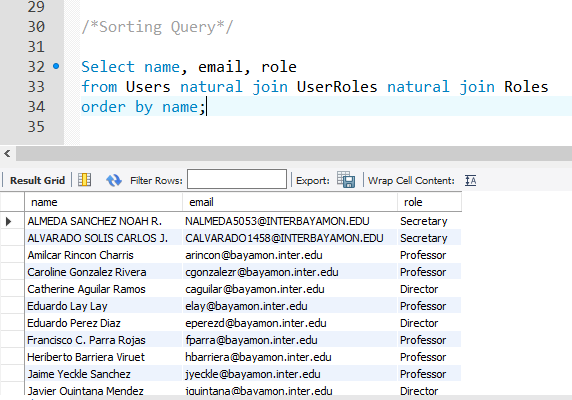 29
30 /*Sorting Query*/
31
32 Select name, email, role
33 from Users natural join UserRoles natural join Roles
34 order by name;
35
Result Grid Filter Rows: Export: Wrap Cell Content:
name email role
ALMEDA SANCHEZ NOAH R. NALMEDA5053@INTERBAYAMON.EDU Secretary
ALVARADO SOLIS CARLOS J. CALVARADO1458@INTERBAYAMON.EDU Secretary
Amilcar Rincon Charris arincon@bayamon.inter.edu Professor
Caroline Gonzalez Rivera cgonzalezr@bayamon.inter.edu Professor
Catherine Aguilar Ramos caguilar@bayamon.inter.edu Director
Eduardo Lay Lay elay@bayamon.inter.edu Professor
Eduardo Perez Diaz eperezd@bayamon.inter.edu Director
Francisco C. Parra Rojas fparra@bayamon.inter.edu Professor
Heriberto Barriera Viruet hbarriera@bayamon.inter.edu Professor
Jaime Yeckle Sanchez jyeckle@bayamon.inter.edu Professor
Javier Quintana Mendez jquintana@bayamon.inter.edu Director